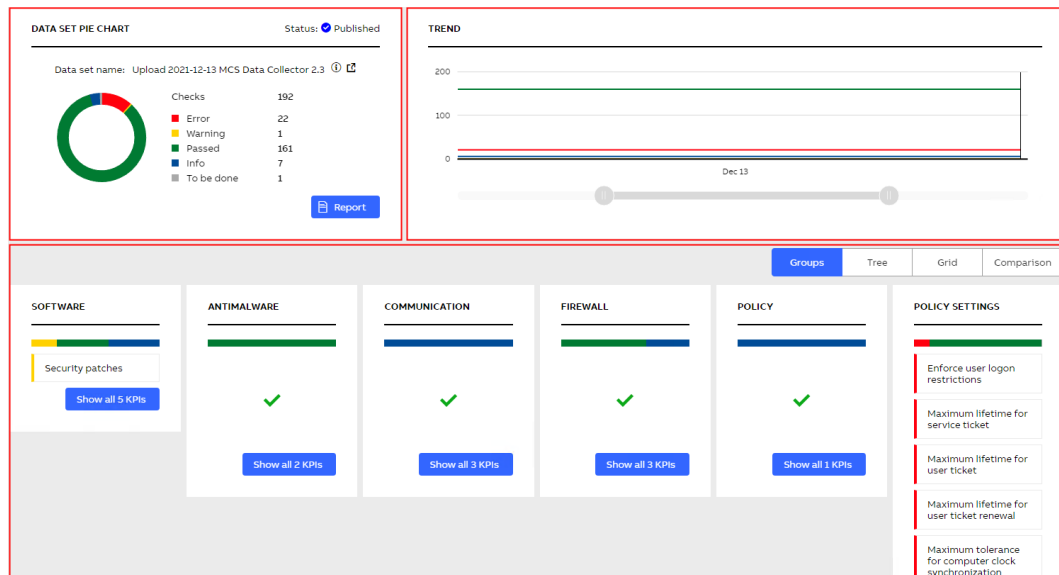 DATA SET PIE CHART
Status: Published
Data set name: Upload 2021-12-13 MCS Data Collector 2.3
Checks 192
Error 22
Warning 1
Passed 161
Info 7
To be done 1
Report
TREND
200
100
0
Dec 13
Groups Tree Grid Comparison
SOFTWARE
Security patches
Show all 5 KPIs
ANTIMALWARE
Show all 2 KPIs
COMMUNICATION
Show all 3 KPIs
FIREWALL
Show all 3 KPIs
POLICY
Show all 1 KPIs
POLICY SETTINGS
Enforce user logon
restrictions
Maximum lifetime for
service ticket
Maximum lifetime for
user ticket
Maximum lifetime for
user ticket renewal
Maximum tolerance
for computer clock
synchronization